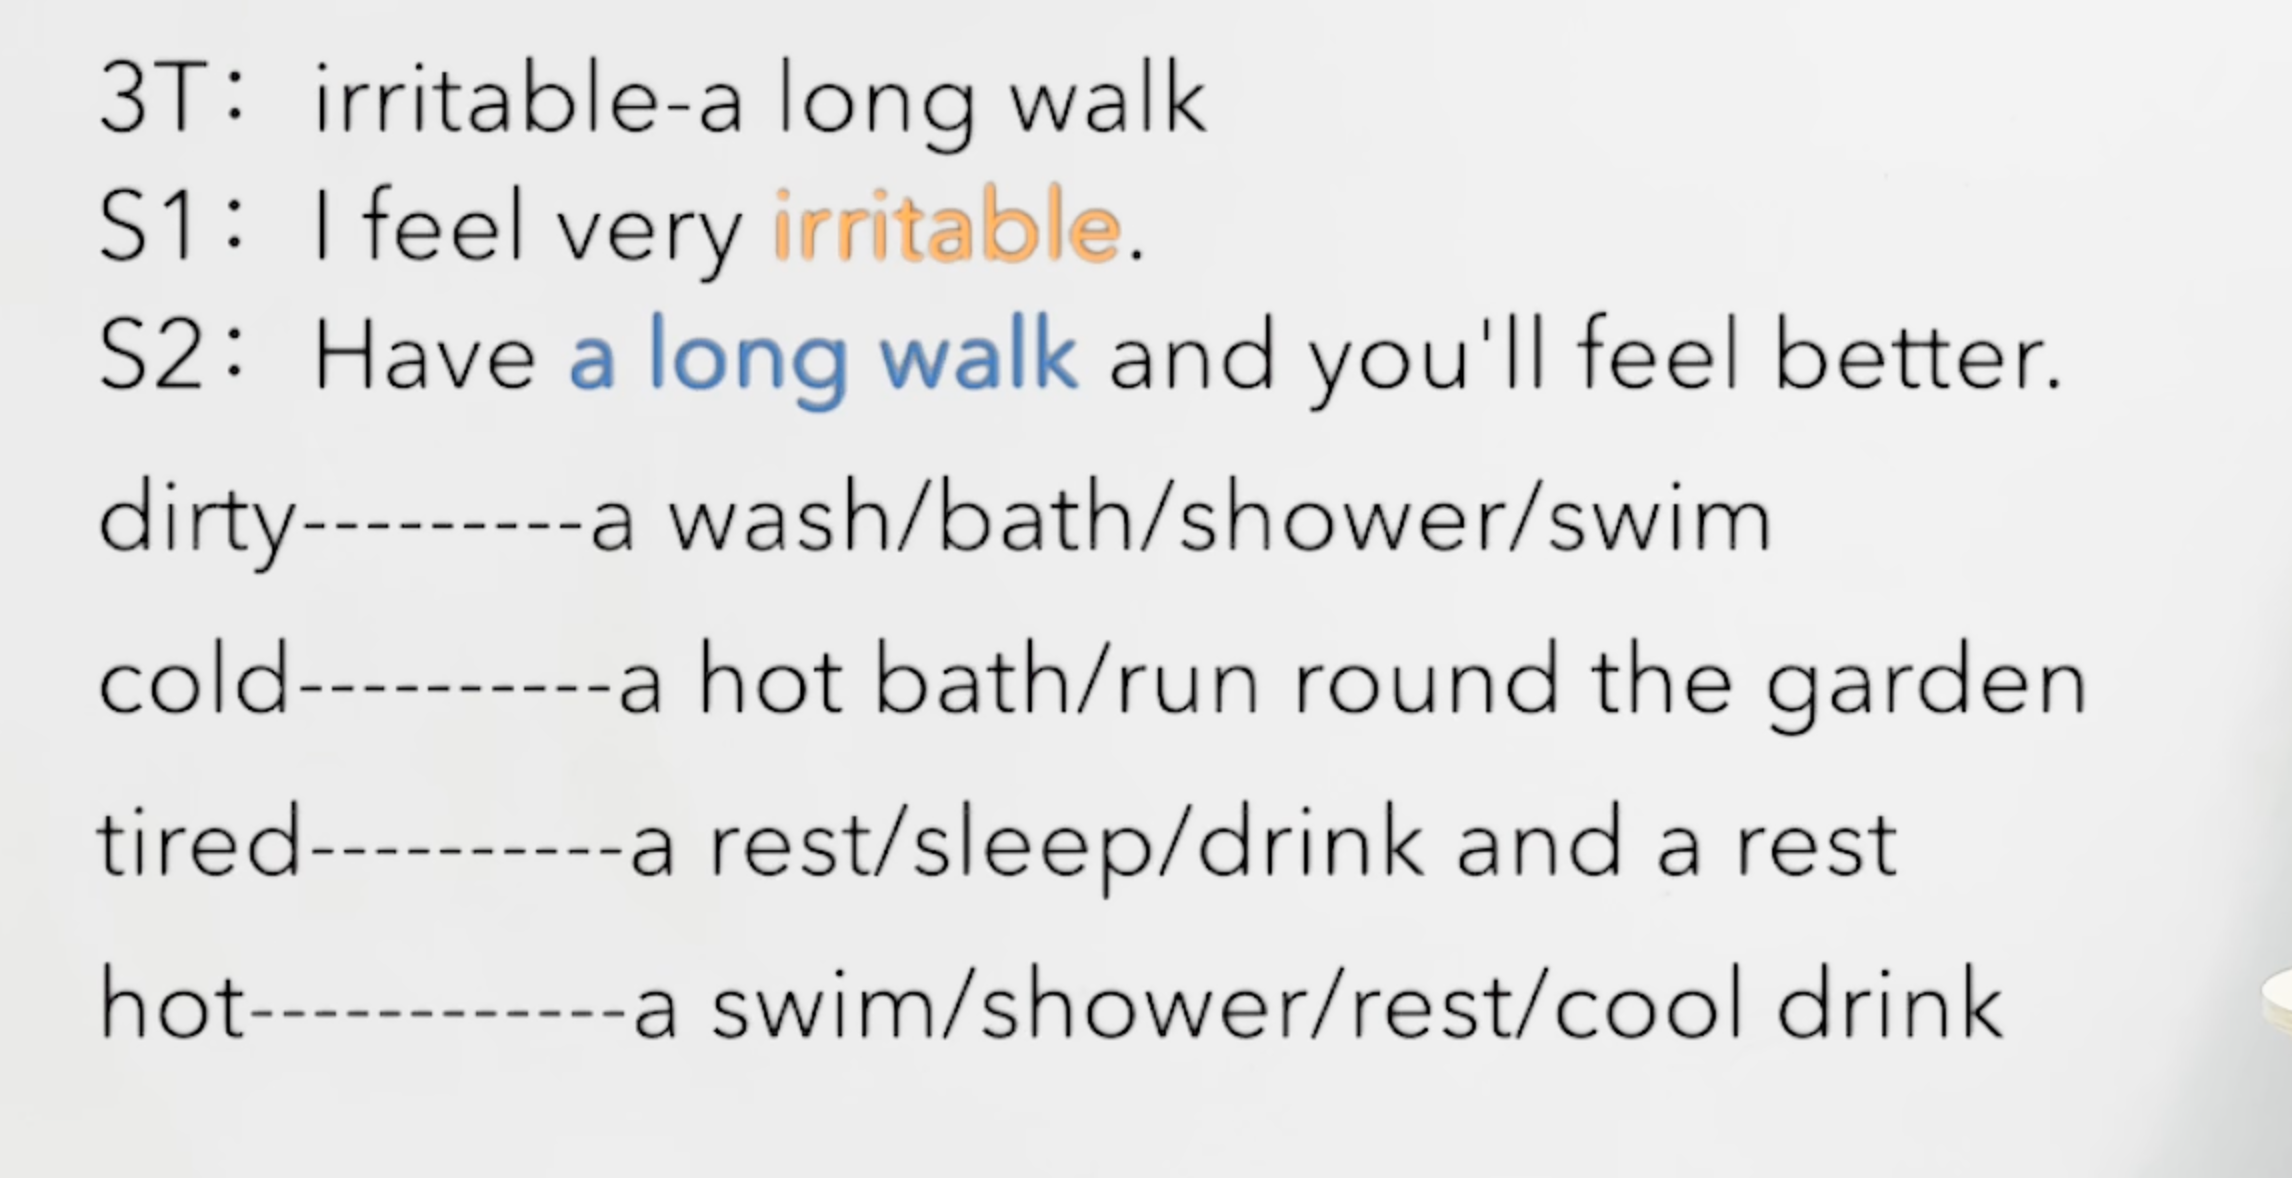 3T: irritable-a long walk
S1: I feel very irritable.
S2: Have a long walk and you'll feel better.
dirty---------a wash/bath/shower/swim
cold----------a hot bath/run round the garden
tired----------a rest/sleep/drink and a rest
hot------------a swim/shower/rest/cool drink